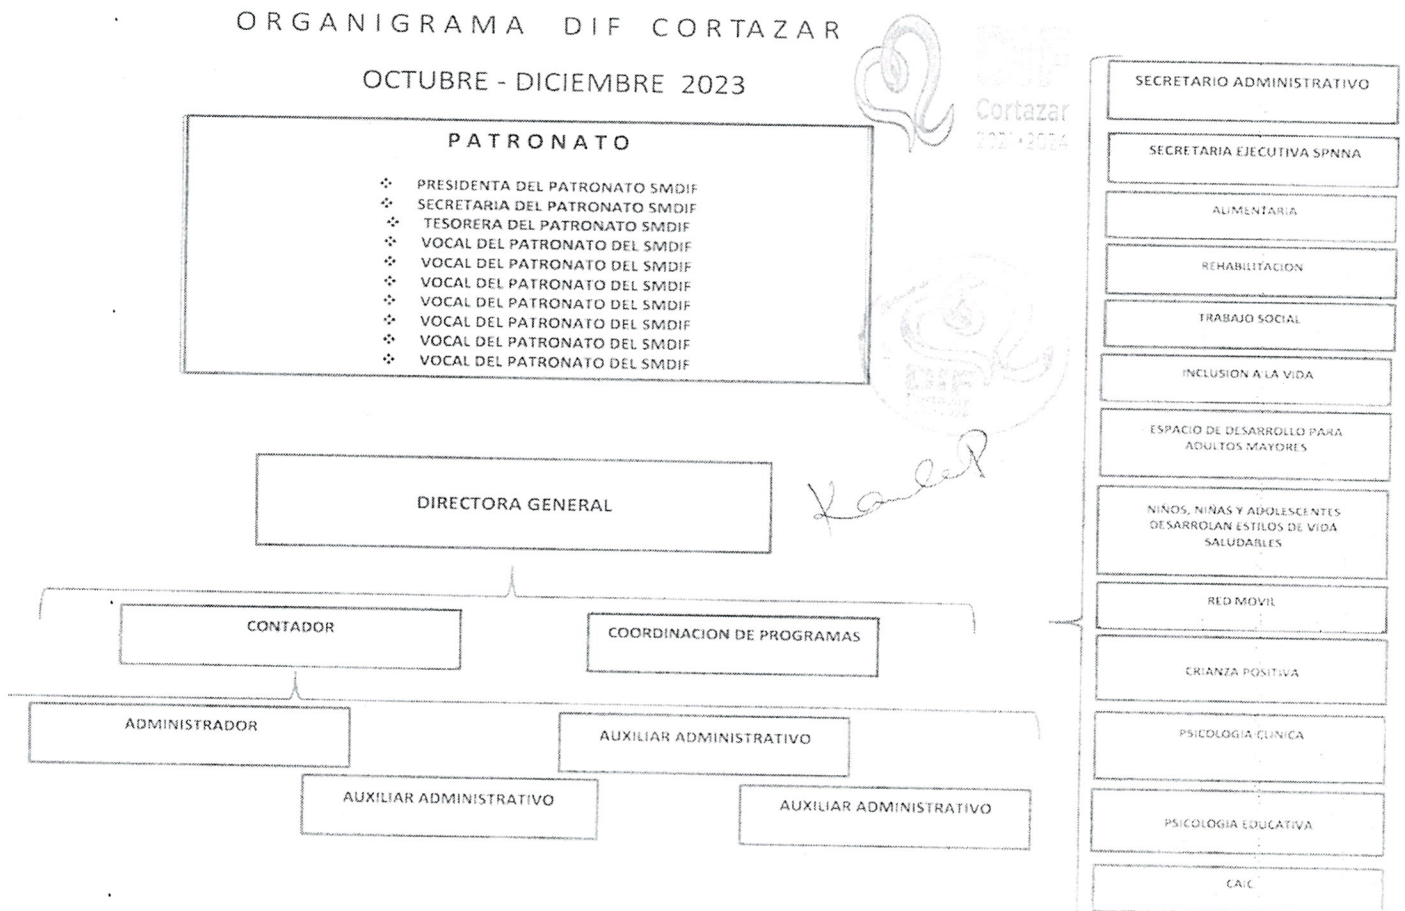 ORGANIGRAMA DIF CORTAZAR
OCTUBRE - DICIEMBRE 2023
Cortazar
2021 • 2024
PATRONATO
❖ PRESIDENTA DEL PATRONATO SMDIF
❖ SECRETARIA DEL PATRONATO SMDIF
❖ TESORERA DEL PATRONATO SMDIF
❖ VOCAL DEL PATRONATO DEL SMDIF
❖ VOCAL DEL PATRONATO DEL SMDIF
❖ VOCAL DEL PATRONATO DEL SMDIF
❖ VOCAL DEL PATRONATO DEL SMDIF
❖ VOCAL DEL PATRONATO DEL SMDIF
❖ VOCAL DEL PATRONATO DEL SMDIF
❖ VOCAL DEL PATRONATO DEL SMDIF
DIRECTORA GENERAL
CONTADOR
COORDINACION DE PROGRAMAS
ADMINISTRADOR
AUXILIAR ADMINISTRATIVO
AUXILIAR ADMINISTRATIVO
AUXILIAR ADMINISTRATIVO
SECRETARIO ADMINISTRATIVO
SECRETARIA EJECUTIVA SPNNA
ALIMENTARIA
REHABILITACION
TRABAJO SOCIAL
INCLUSION A LA VIDA
ESPACIO DE DESARROLLO PARA
ADULTOS MAYORES
NIÑOS, NIÑAS Y ADOLESCENTES
DESARROLAN ESTILOS DE VIDA
SALUDABLES
RED MOVIL
CRIANZA POSITIVA
PSICOLOGIA CLINICA
PSICOLOGIA EDUCATIVA
CAIC